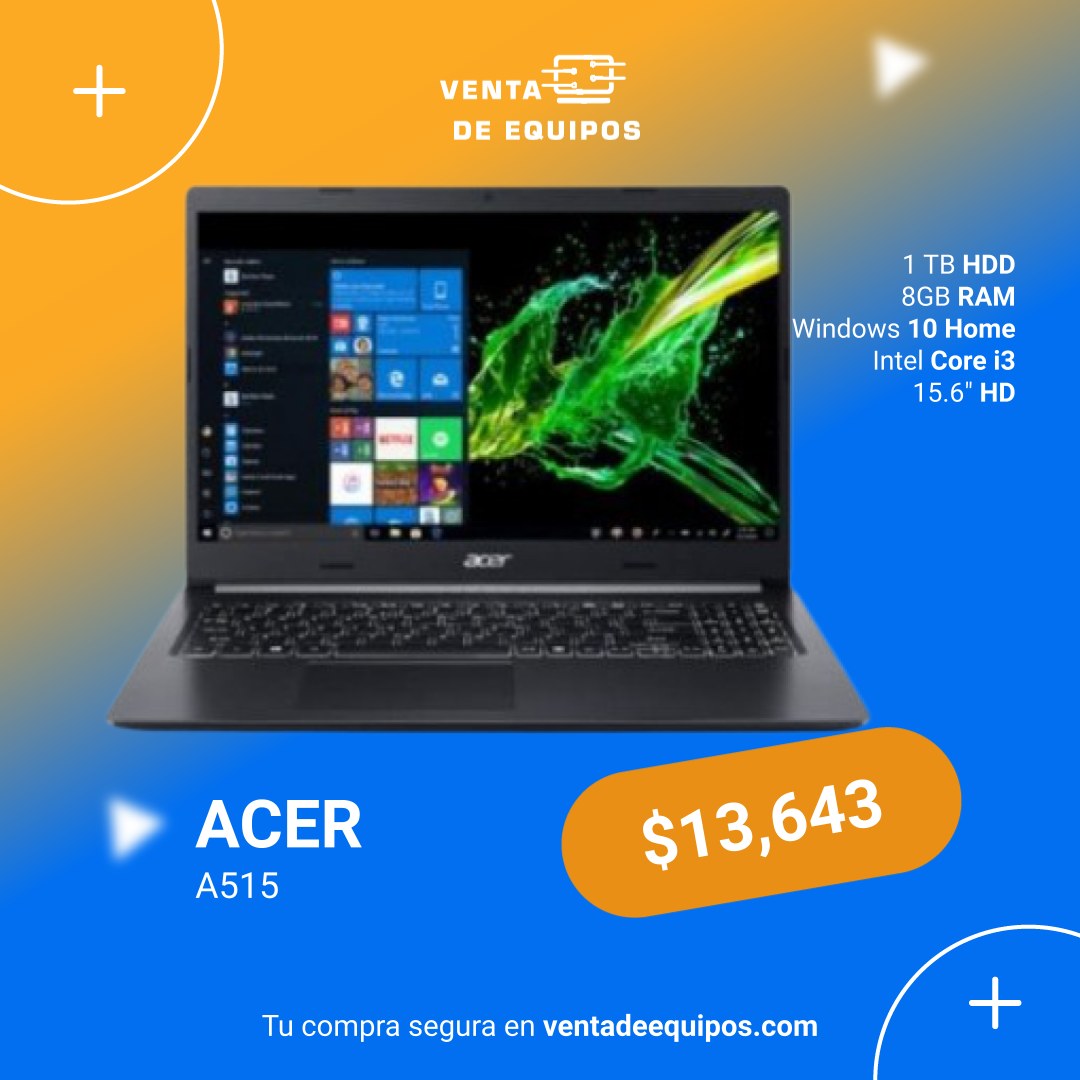 VENTA
DE EQUIPOS
1 TB HDD
8GB RAM
Windows 10 Home
Intel Core i3
15.6" HD
NETFLIX
acer
ACER
A515
$13,643
Tu compra segura en ventadeequipos.com